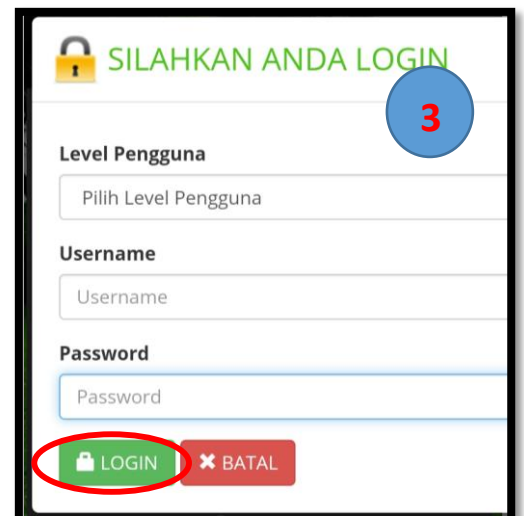 SILAHKAN ANDA LOGIN
3
Level Pengguna
Pilih Level Pengguna
Username
Username
Password
Password
LOGIN
BATAL